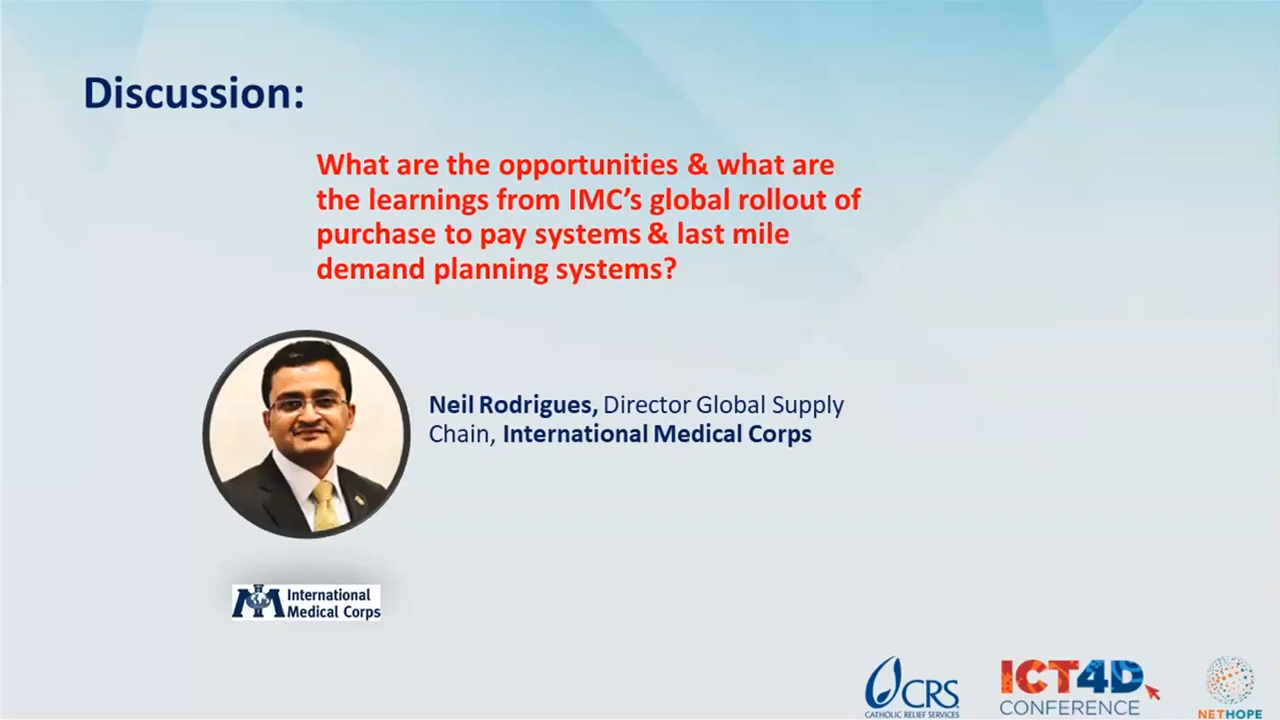 Discussion:
What are the opportunities & what are
the learnings from IMC’s global rollout of
purchase to pay systems & last mile
demand planning systems?
Neil Rodrigues, Director Global Supply
Chain, International Medical Corps
International
Medical Corps
CRS
CATHOLIC RELIEF SERVICES
ICT4D
CONFERENCE
NETHOPE